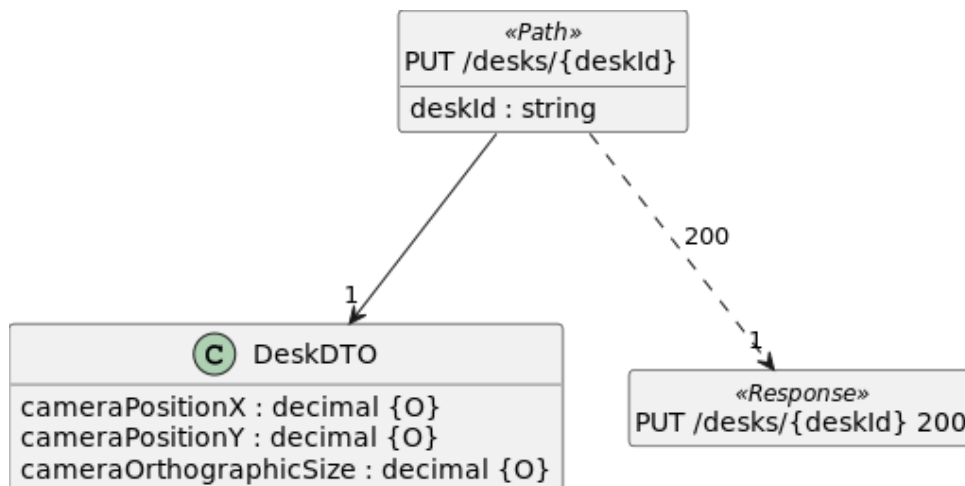 «Path»
PUT /desks/{deskId}
deskId : string
200
1
1
C DeskDTO
cameraPositionX : decimal {O}
cameraPositionY : decimal {O}
cameraOrthographicSize : decimal {O}
«Response»
PUT /desks/{deskId} 200